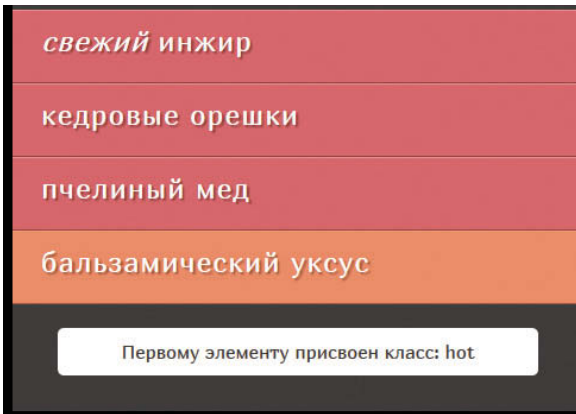 свежий инжир
кедровые орешки
пчелиный мед
бальзамический уксус
Первому элементу присвоен класс: hot